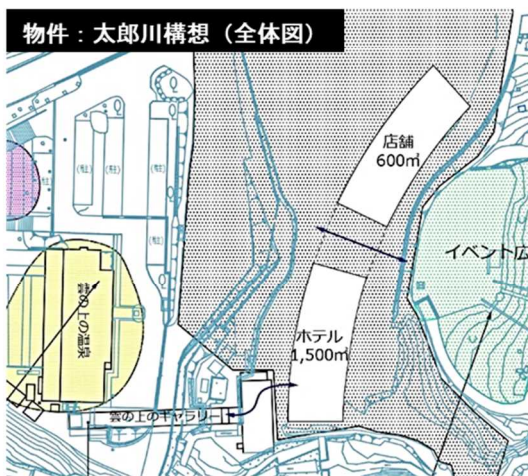 物件：太郎川構想（全体図）
店舗
600㎡
イベント広
ホテル
1,500㎡
雲の上の温泉
雲の上のギャラリー